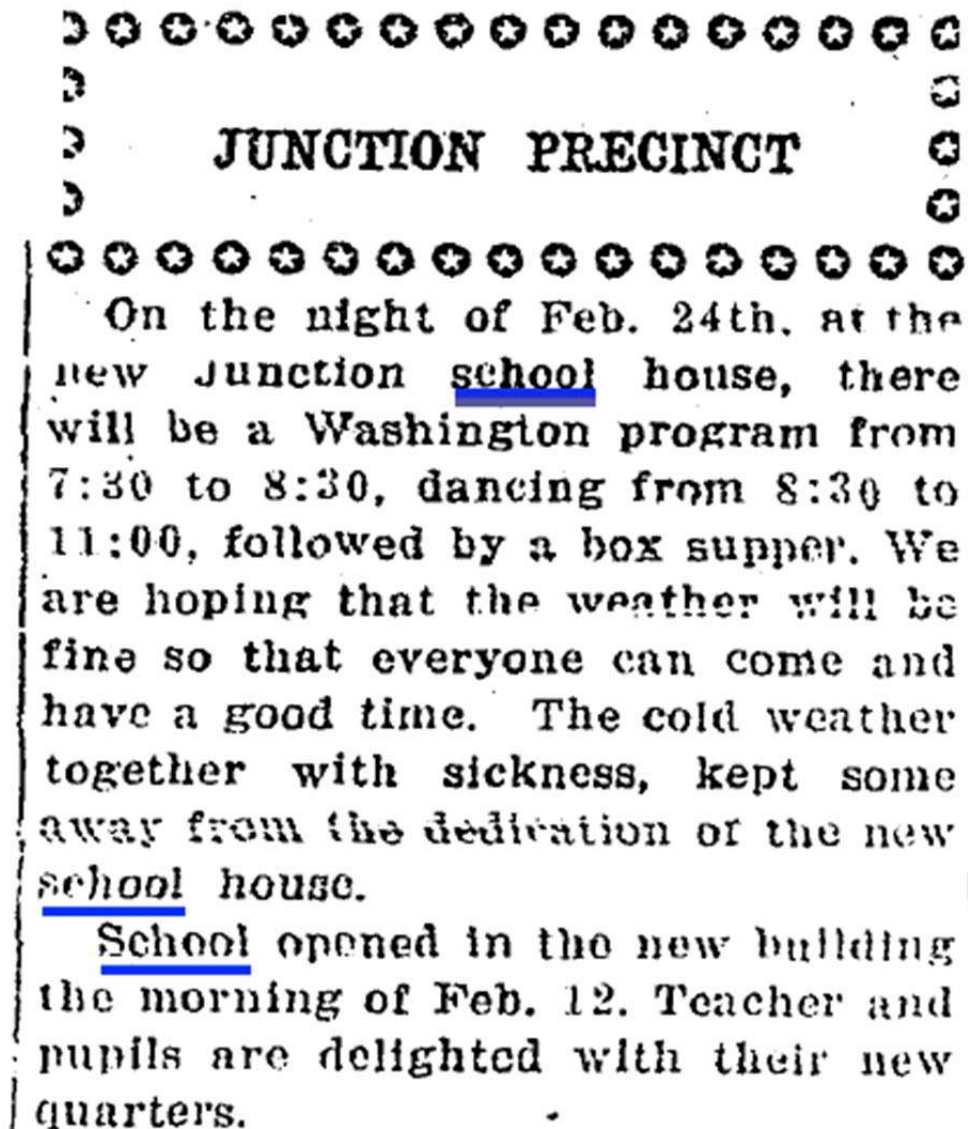 JUNCTION PRECINCT
On the night of Feb. 24th, at the
new Junction school house, there
will be a Washington program from
7:30 to 8:30, dancing from 8:30 to
11:00, followed by a box supper. We
are hoping that the weather will be
fine so that everyone can come and
have a good time. The cold weather
together with sickness, kept some
away from the dedication of the new
school house.
School opened in the new building
the morning of Feb. 12. Teacher and
pupils are delighted with their new
quarters.